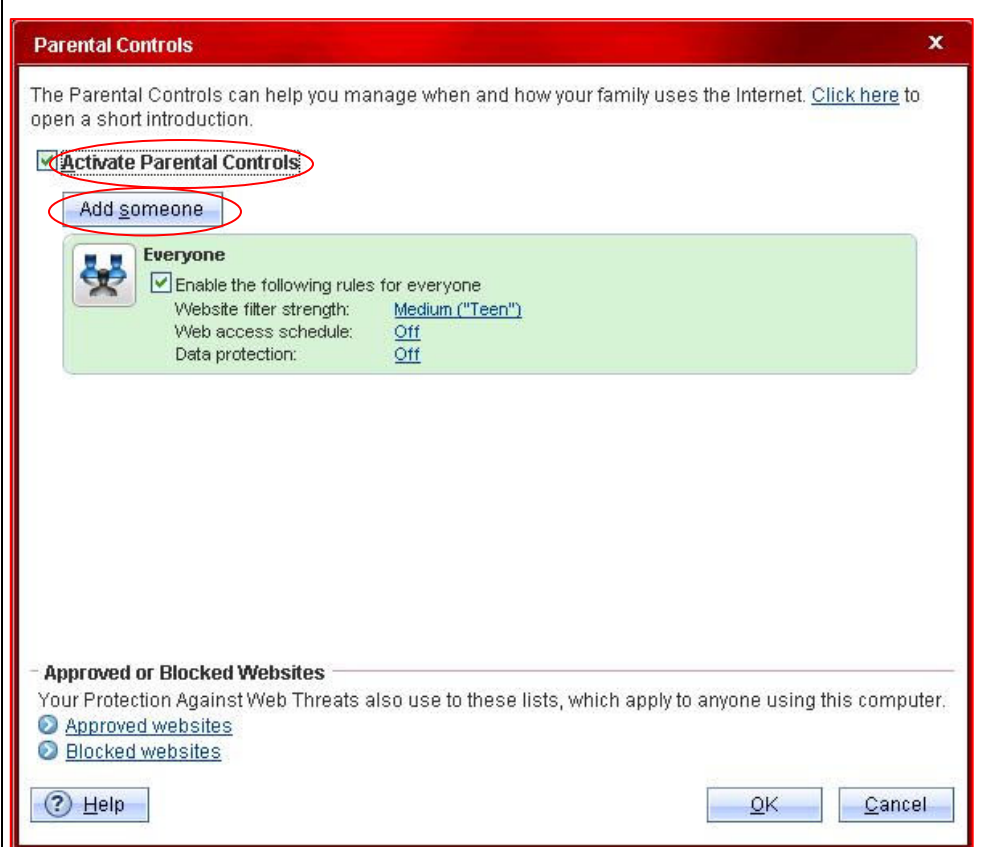 Parental Controls x
The Parental Controls can help you manage when and how your family uses the Internet. Click here to
open a short introduction.
Activate Parental Controls
Add someone
Everyone
Enable the following rules for everyone
Website filter strength: Medium ("Teen")
Web access schedule: Off
Data protection: Off
Approved or Blocked Websites
Your Protection Against Web Threats also use to these lists, which apply to anyone using this computer.
Approved websites
Blocked websites
? Help OK Cancel